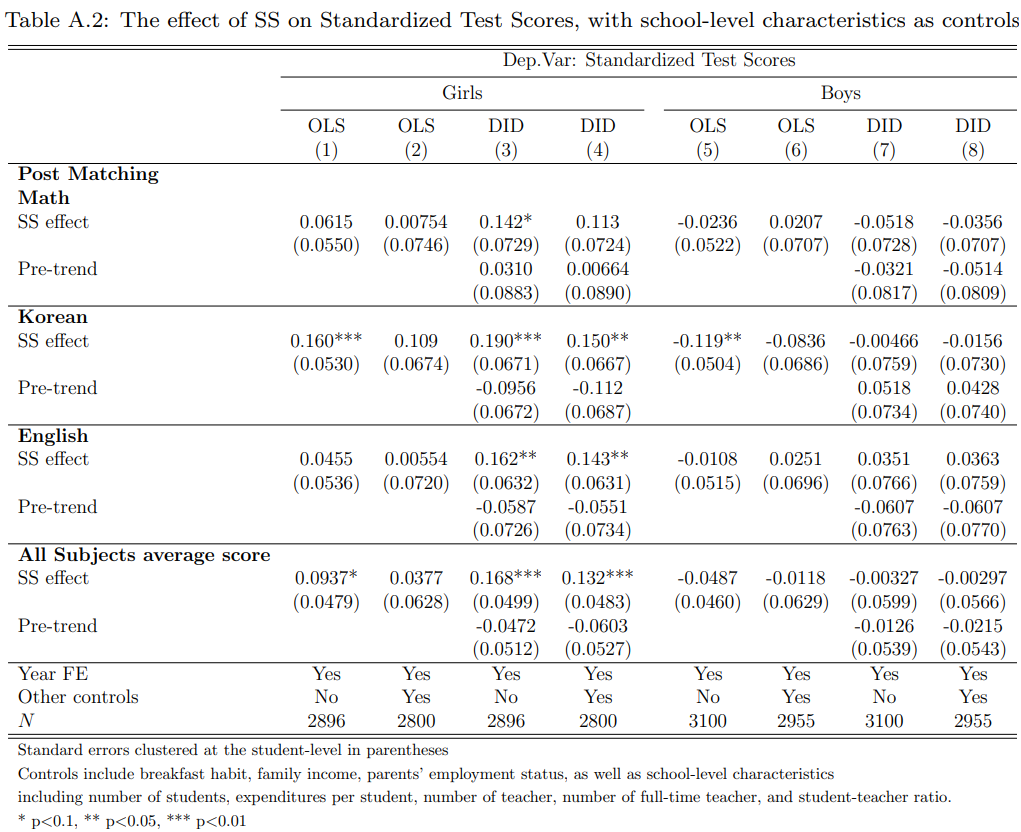 Table A.2: The effect of SS on Standardized Test Scores, with school-level characteristics as controls
Dep.Var: Standardized Test Scores
Girls Boys
OLS OLS DID DID OLS OLS DID DID
(1) (2) (3) (4) (5) (6) (7) (8)
Post Matching
Math
SS effect 0.0615 0.00754 0.142* 0.113 -0.0236 0.0207 -0.0518 -0.0356
(0.0550) (0.0746) (0.0729) (0.0724) (0.0522) (0.0707) (0.0728) (0.0707)
Pre-trend 0.0310 0.00664 -0.0321 -0.0514
(0.0883) (0.0890) (0.0817) (0.0809)
Korean
SS effect 0.160*** 0.109 0.190*** 0.150** -0.119** -0.0836 -0.00466 -0.0156
(0.0530) (0.0674) (0.0671) (0.0667) (0.0504) (0.0686) (0.0759) (0.0730)
Pre-trend -0.0956 -0.112 0.0518 0.0428
(0.0672) (0.0687) (0.0734) (0.0740)
English
SS effect 0.0455 0.00554 0.162** 0.143** -0.0108 0.0251 0.0351 0.0363
(0.0536) (0.0720) (0.0632) (0.0631) (0.0515) (0.0696) (0.0766) (0.0759)
Pre-trend -0.0587 -0.0551 -0.0607 -0.0607
(0.0726) (0.0734) (0.0763) (0.0770)
All Subjects average score
SS effect 0.0937* 0.0377 0.168*** 0.132*** -0.0487 -0.0118 -0.00327 -0.00297
(0.0479) (0.0628) (0.0499) (0.0483) (0.0460) (0.0629) (0.0599) (0.0566)
Pre-trend -0.0472 -0.0603 -0.0126 -0.0215
(0.0512) (0.0527) (0.0539) (0.0543)
Year FE Yes Yes Yes Yes Yes Yes Yes Yes
Other controls No Yes No Yes No Yes No Yes
N 2896 2800 2896 2800 3100 2955 3100 2955
Standard errors clustered at the student-level in parentheses
Controls include breakfast habit, family income, parents' employment status, as well as school-level characteristics
including number of students, expenditures per student, number of teacher, number of full-time teacher, and student-teacher ratio.
* p<0.1, ** p<0.05, *** p<0.01